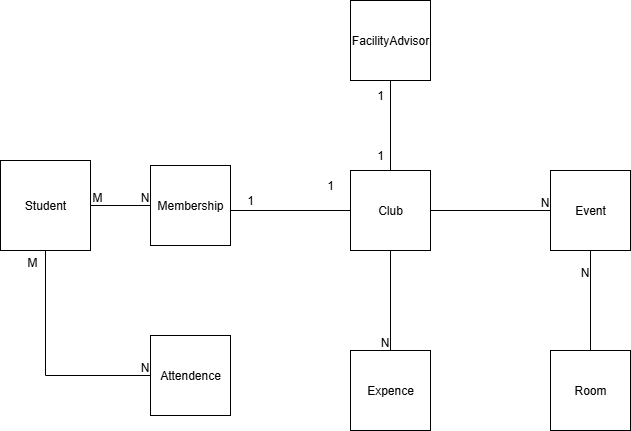 FacilityAdvisor
1
1
Student
M
N
Membership
1
1
Club
N
Event
M
N
N
N
Attendence
Expence
Room